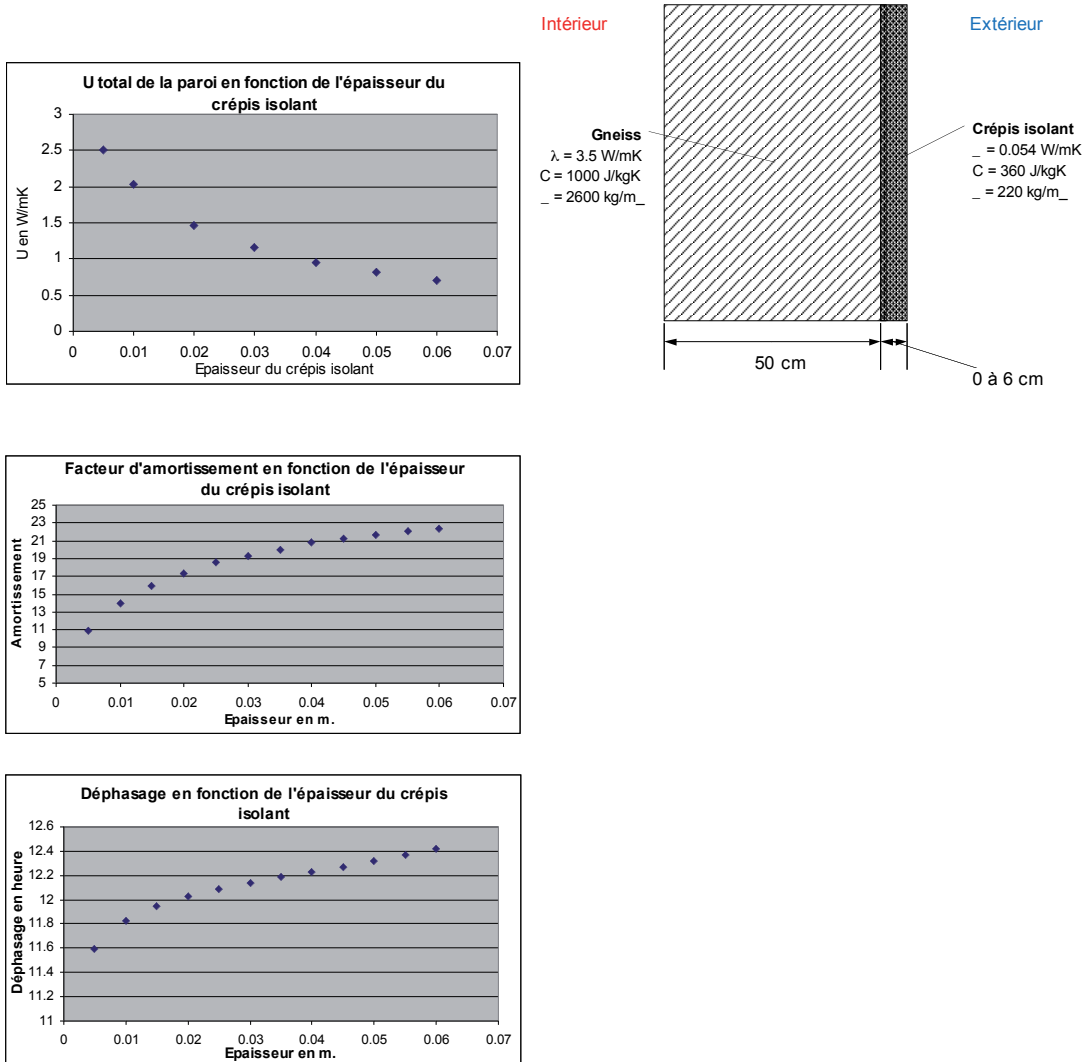 Intérieur
Extérieur
U total de la paroi en fonction de l'épaisseur du
crépis isolant
3
2.5
2
1.5
1
0.5
0
U en W/mK
0 0.01 0.02 0.03 0.04 0.05 0.06 0.07
Epaisseur du crépis isolant
Gneiss
λ = 3.5 W/mK
C = 1000 J/kgK
_ = 2600 kg/m_
Crépis isolant
_ = 0.054 W/mK
C = 360 J/kgK
_ = 220 kg/m_
50 cm
0 à 6 cm
Facteur d'amortissement en fonction de l'épaisseur
du crépis isolant
25
23
21
19
17
15
13
11
9
7
5
Amortissement
0 0.01 0.02 0.03 0.04 0.05 0.06 0.07
Epaisseur en m.
Déphasage en fonction de l'épaisseur du crépis
isolant
12.6
12.4
12.2
12
11.8
11.6
11.4
11.2
11
Déphasage en heure
0 0.01 0.02 0.03 0.04 0.05 0.06 0.07
Epaisseur en m.